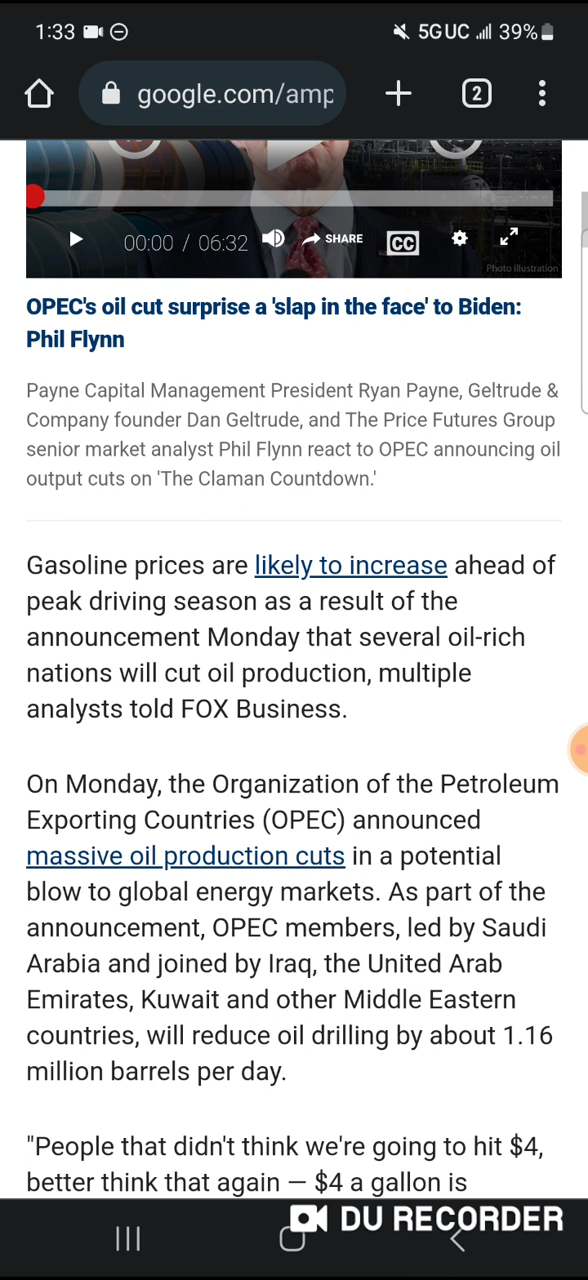 1:33 5G UC 39%
google.com/amp 2
00:00 / 06:32 SHARE CC
Photo illustration
OPEC's oil cut surprise a 'slap in the face' to Biden:
Phil Flynn
Payne Capital Management President Ryan Payne, Geltrude &
Company founder Dan Geltrude, and The Price Futures Group
senior market analyst Phil Flynn react to OPEC announcing oil
output cuts on 'The Claman Countdown.'
Gasoline prices are likely to increase ahead of
peak driving season as a result of the
announcement Monday that several oil-rich
nations will cut oil production, multiple
analysts told FOX Business.
On Monday, the Organization of the Petroleum
Exporting Countries (OPEC) announced
massive oil production cuts in a potential
blow to global energy markets. As part of the
announcement, OPEC members, led by Saudi
Arabia and joined by Iraq, the United Arab
Emirates, Kuwait and other Middle Eastern
countries, will reduce oil drilling by about 1.16
million barrels per day.
"People that didn't think we're going to hit $4,
better think that again — $4 a gallon is
DU RECORDER